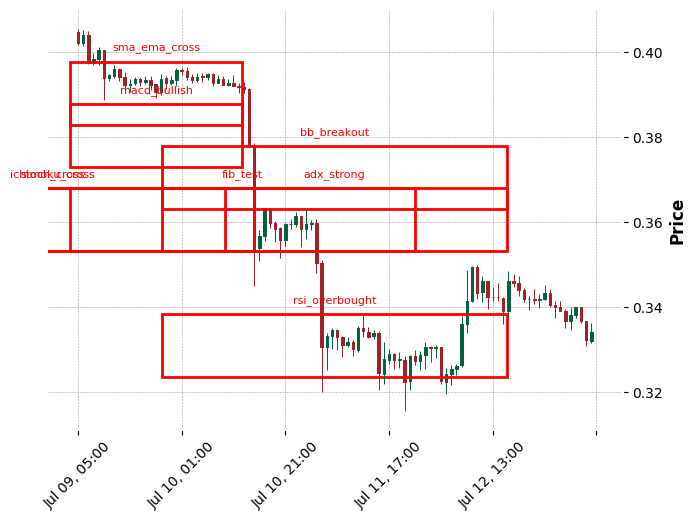 sma_ema_cross
macd_bullish
bb_breakout
fib_test
adx_strong
rsi_overbought
0.40
0.38
0.36
0.34
0.32
Price
Jul 09, 05:00
Jul 10, 01:00
Jul 10, 21:00
Jul 11, 17:00
Jul 12, 13:00